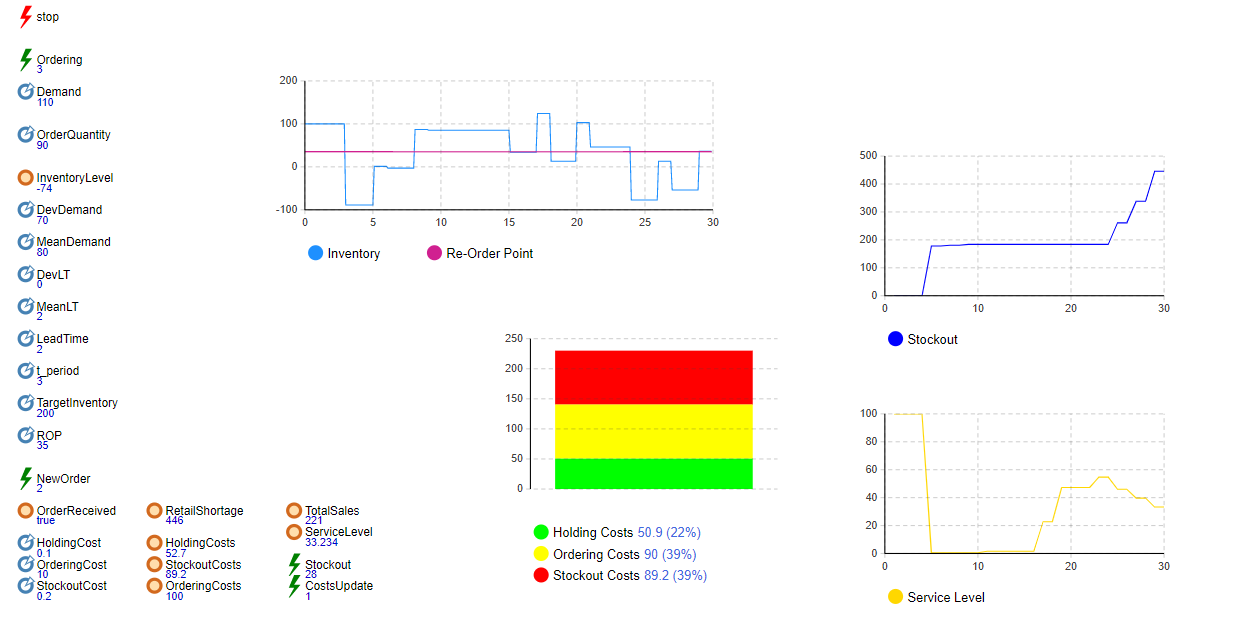 stop
Ordering
3
Demand
110
OrderQuantity
90
InventoryLevel
-74
DevDemand
70
MeanDemand
80
DevLT
0
MeanLT
2
LeadTime
2
t_period
3
TargetInventory
200
ROP
35
NewOrder
2
OrderReceived
true
HoldingCost
0.1
OrderingCost
10
StockoutCost
0.2
RetailShortage
446
HoldingCosts
52.7
StockoutCosts
89.2
OrderingCosts
100
TotalSales
221
ServiceLevel
33.234
Stockout
28
CostsUpdate
1
200
100
0
-100
0 5 10 15 20 25 30
Inventory Re-Order Point
250
200
150
100
50
0
Holding Costs 50.9 (22%)
Ordering Costs 90 (39%)
Stockout Costs 89.2 (39%)
500
400
300
200
100
0
0 10 20 30
Stockout
100
80
60
40
20
0
0 10 20 30
Service Level